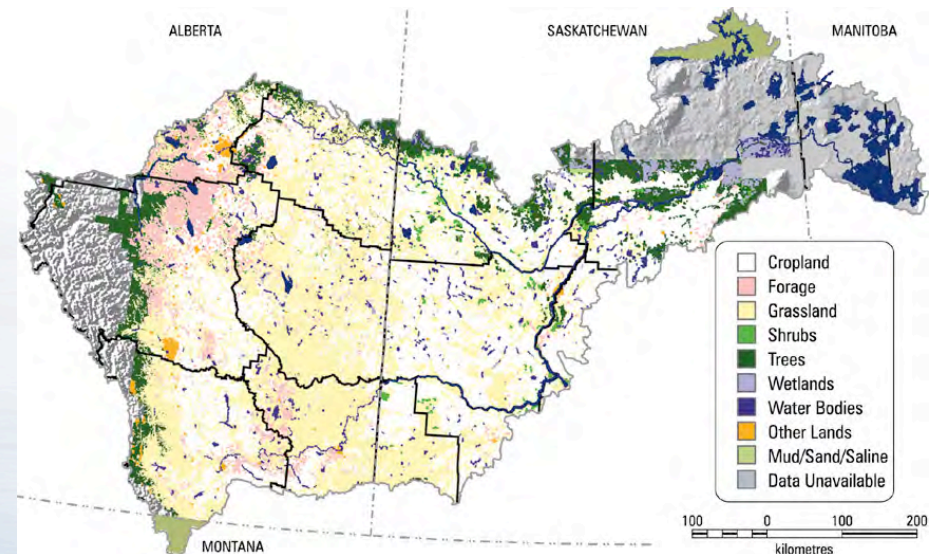 ALBERTA
SASKATCHEWAN
MANITOBA
Cropland
Forage
Grassland
Shrubs
Trees
Wetlands
Water Bodies
Other Lands
Mud/Sand/Saline
Data Unavailable
100 0 100 200
kilometres
MONTANA